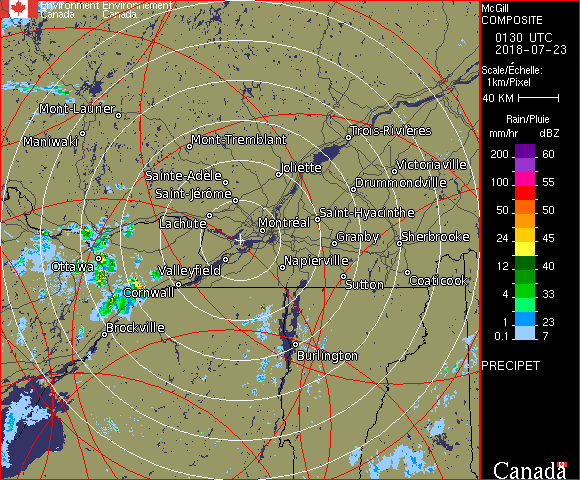 Environment Environnement
Canada Canada
Mont-Laurier
Maniwaki
Mont-Tremblant
Trois-Rivières
Joliette
Victoriaville
Sainte-Adèle
Drummondville
Saint-Jérôme
Lachute
Montréal
Saint-Hyacinthe
Granby
Sherbrooke
Ottawa
Valleyfield
Napierville
Cornwall
Sutton
Coaticook
Brockville
Burlington
McGill
COMPOSITE
0130 UTC
2018-07-23
Scale/Échelle:
1km/Pixel
40 KM
Rain/Pluie
mm/hr dBZ
200 60
100 55
50 50
24 45
12 40
4 33
1 23
0.1 7
PRECIPET
Canada